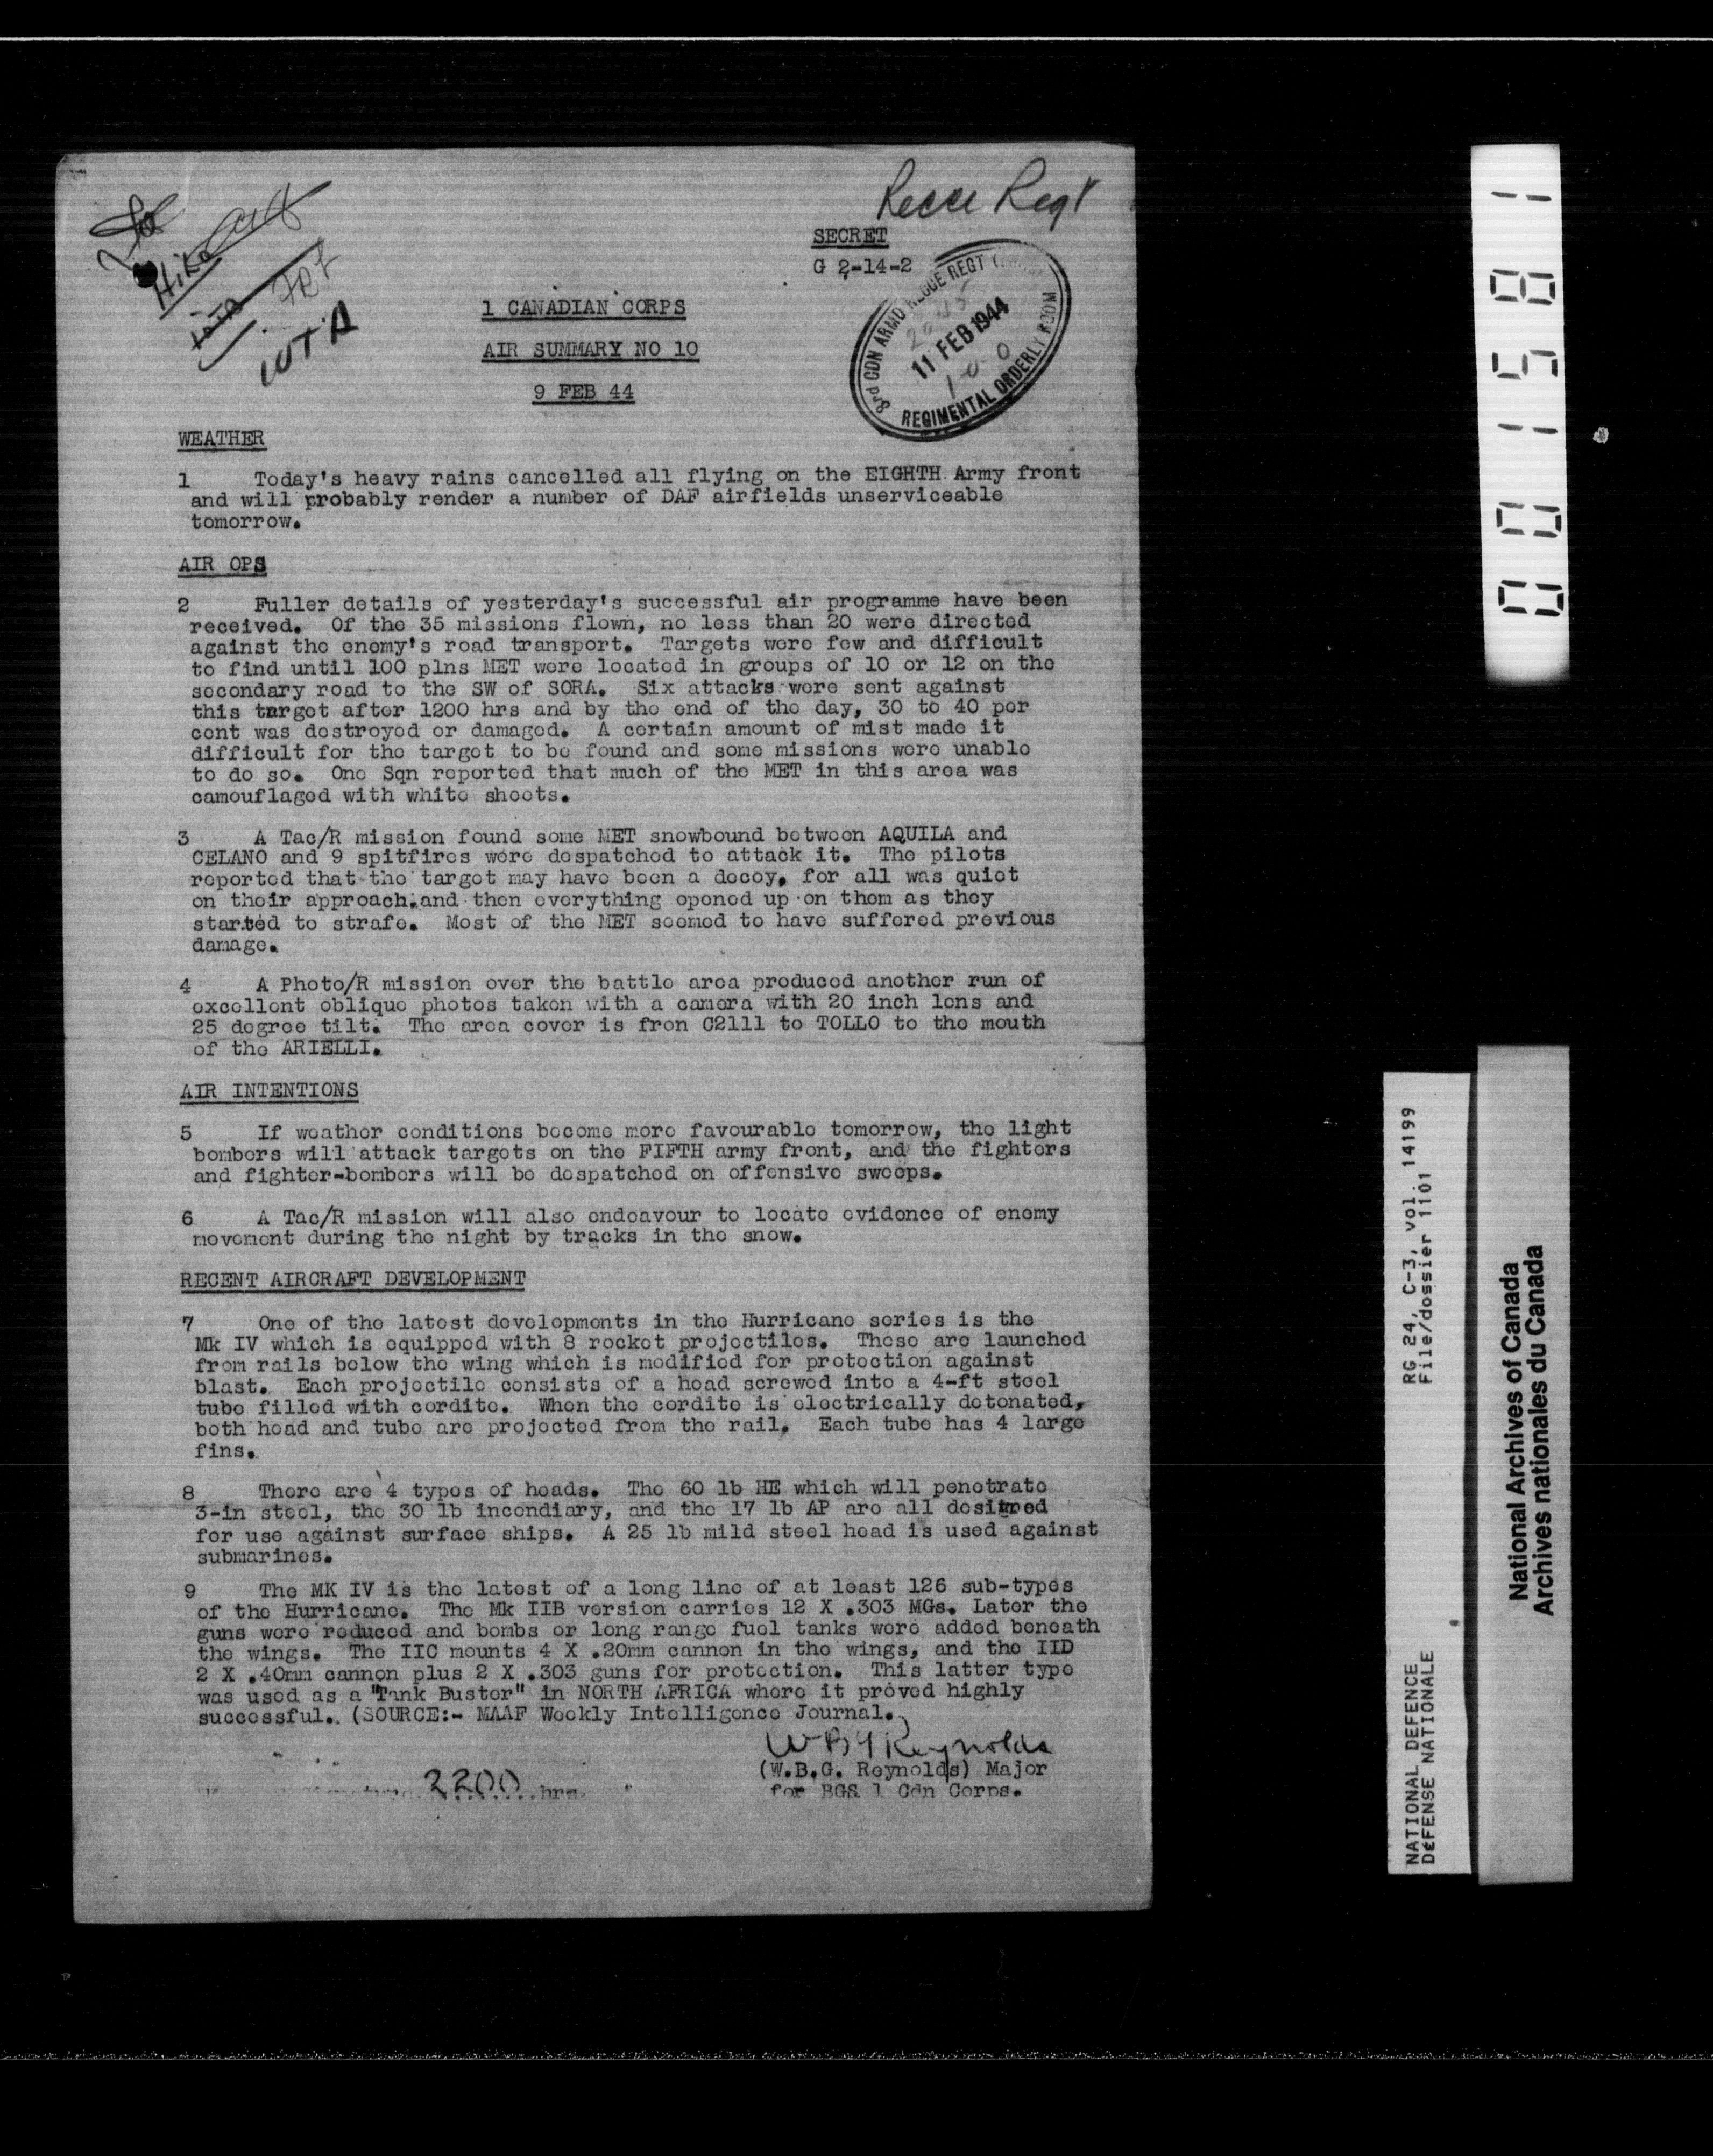 Recce Regt
SECRET
G 2-14-2
3rd CDN ARMD RECCE REGT
11 FEB 1944
REGIMENTAL ORDERLY ROOM
1 CANADIAN CORPS
AIR SUMMARY NO 10
9 FEB 44
WEATHER
1 Today's heavy rains cancelled all flying on the EIGHTH Army front
and will probably render a number of DAF airfields unserviceable
tomorrow.
AIR OPS
2 Fuller details of yesterday's successful air programme have been
received. Of the 35 missions flown, no less than 20 were directed
against the enemy's road transport. Targets were few and difficult
to find until 100 plns MET were located in groups of 10 or 12 on the
secondary road to the SW of SORA. Six attacks were sent against
this target after 1200 hrs and by the end of the day, 30 to 40 per
cent was destroyed or damaged. A certain amount of mist made it
difficult for the target to be found and some missions were unable
to do so. One Sqn reported that much of the MET in this area was
camouflaged with white sheets.
3 A Tac/R mission found some MET snowbound between AQUILA and
CELANO and 9 spitfires were despatched to attack it. The pilots
reported that the target may have been a decoy, for all was quiet
on their approach.and then everything opened up on them as they
started to strafe. Most of the MET seemed to have suffered previous
damage.
4 A Photo/R mission over the battle area produced another run of
excellent oblique photos taken with a camera with 20 inch lens and
25 degree tilt. The area cover is fron C2111 to TOLLO to the mouth
of the ARIELLI.
AIR INTENTIONS
5 If weather conditions become more favourable tomorrow, the light
bombers will attack targets on the FIFTH army front, and the fighters
and fighter-bombers will be despatched on offensive sweeps.
6 A Tac/R mission will also endeavour to locate evidence of enemy
movement during the night by tracks in the snow.
RECENT AIRCRAFT DEVELOPMENT
7 One of the latest developments in the Hurricane series is the
Mk IV which is equipped with 8 rocket projectiles. These are launched
from rails below the wing which is modified for protection against
blast. Each projectile consists of a head screwed into a 4-ft steel
tube filled with cordite. When the cordite is electrically detonated,
both head and tube are projected from the rail. Each tube has 4 large
fins.
8 There are 4 types of heads. The 60 lb HE which will penetrate
3-in steel, the 30 lb incendiary, and the 17 lb AP are all designed
for use against surface ships. A 25 lb mild steel head is used against
submarines.
9 The MK IV is the latest of a long line of at least 126 sub-types
of the Hurricane. The Mk IIB version carries 12 X .303 MGs. Later the
guns were reduced and bombs or long range fuel tanks were added beneath
the wings. The IIC mounts 4 X .20mm cannon in the wings, and the IID
2 X .40mm cannon plus 2 X .303 guns for protection. This latter type
was used as a "Tank Buster" in NORTH AFRICA where it proved highly
successful. (SOURCE:- MAAF Weekly Intelligence Journal.)
WBG Reynolds
(W.B.G. Reynolds) Major
for BGS 1 Cdn Corps.
2200 hrs
001581
RG 24, C-3, vol. 14199
File/dossier 1101
NATIONAL DEFENCE
DÉFENSE NATIONALE
National Archives of Canada
Archives nationales du Canada